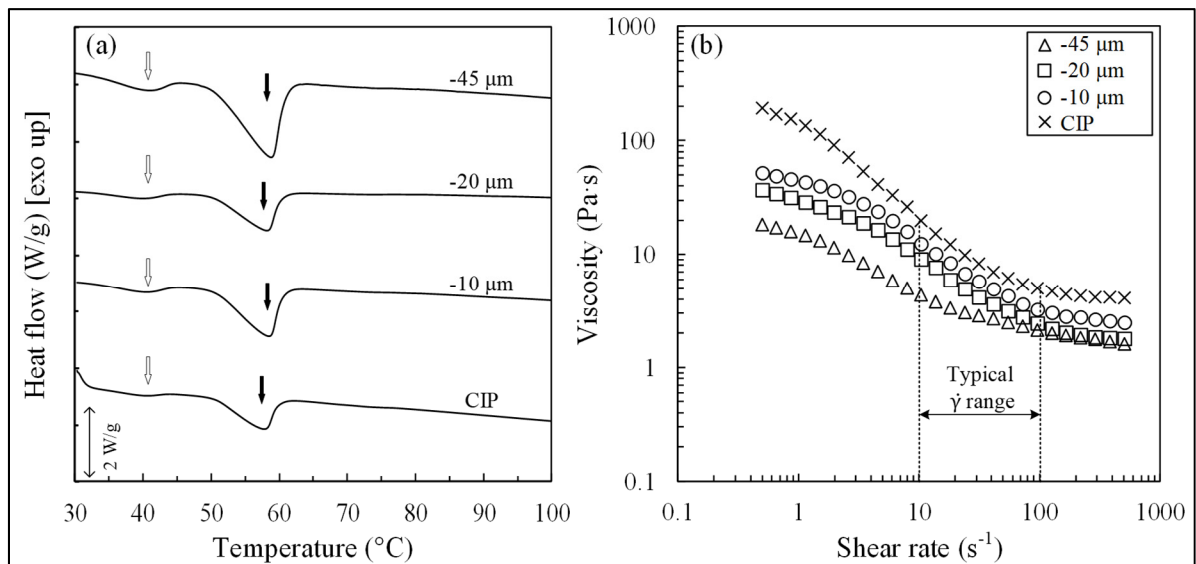 (a)
-45 μm
-20 μm
-10 μm
CIP
2 W/g
Heat flow (W/g) [exo up]
30 40 50 60 70 80 90 100
Temperature (°C)
(b)
-45 μm
-20 μm
-10 μm
CIP
1000
100
10
1
0.1
Viscosity (Pa·s)
Typical
γ̇ range
0.1 1 10 100 1000
Shear rate (s⁻¹)